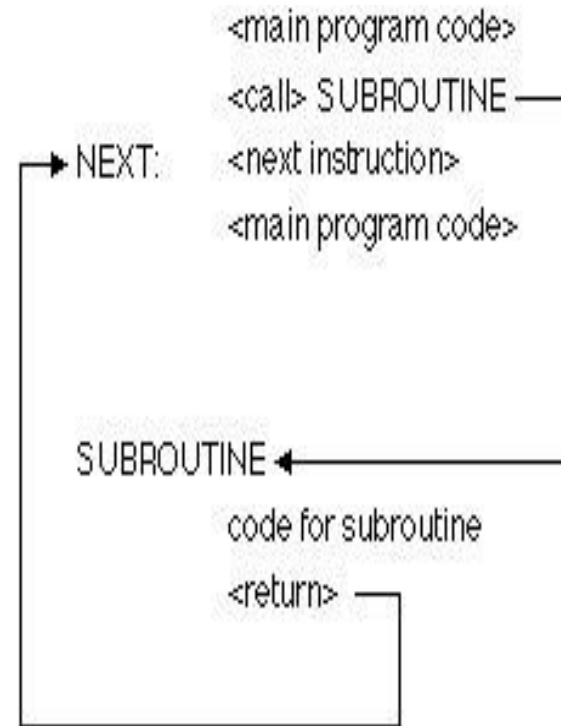 <main program code>
<call> SUBROUTINE
NEXT: <next instruction>
<main program code>
SUBROUTINE
code for subroutine
<return>